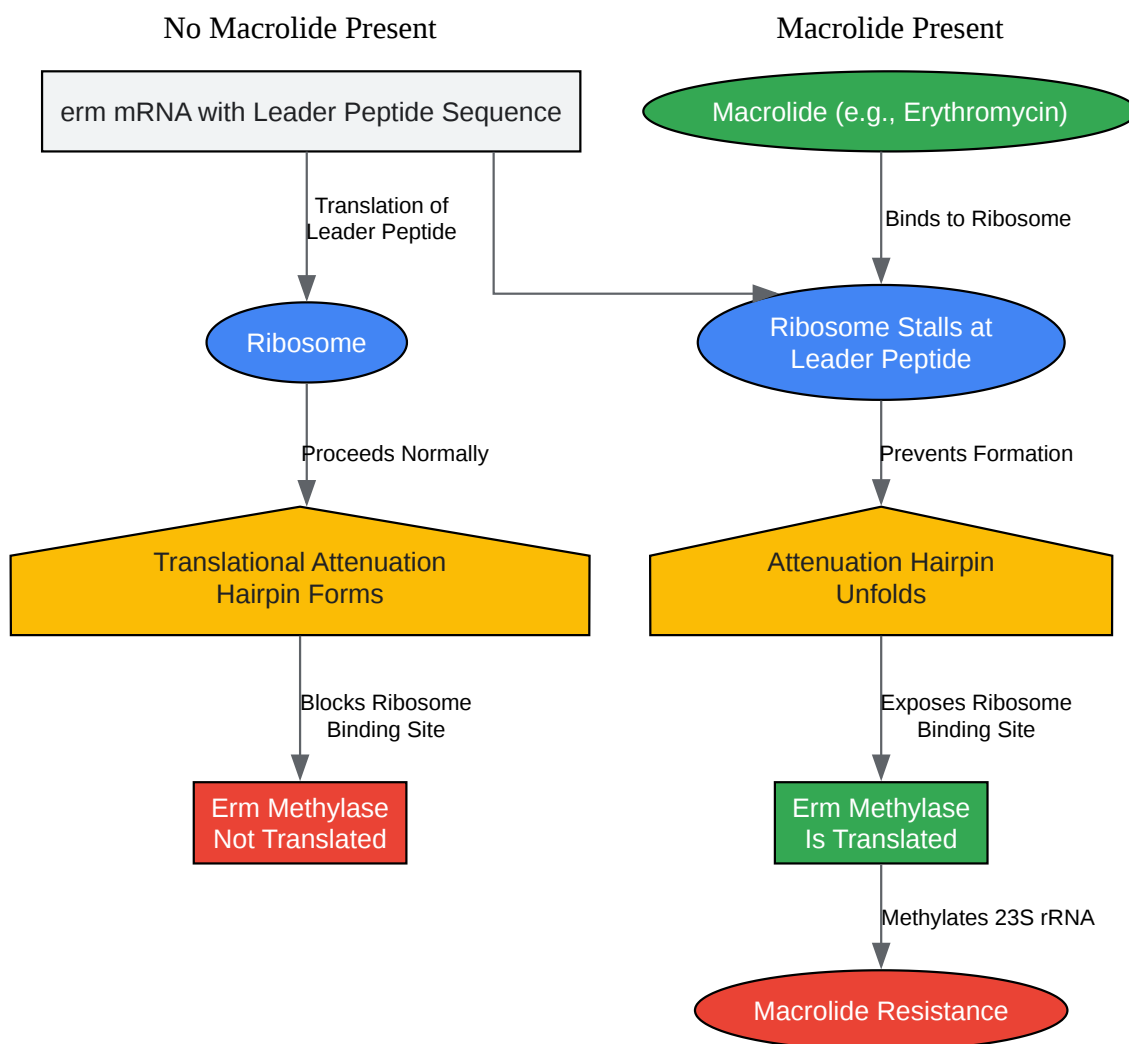 No Macrolide Present
Macrolide Present
erm mRNA with Leader Peptide Sequence
Macrolide (e.g., Erythromycin)
Translation of
Leader Peptide
Binds to Ribosome
Ribosome
Ribosome Stalls at
Leader Peptide
Proceeds Normally
Prevents Formation
Translational Attenuation
Hairpin Forms
Attenuation Hairpin
Unfolds
Blocks Ribosome
Binding Site
Exposes Ribosome
Binding Site
Erm Methylase
Not Translated
Erm Methylase
Is Translated
Methylates 23S rRNA
Macrolide Resistance